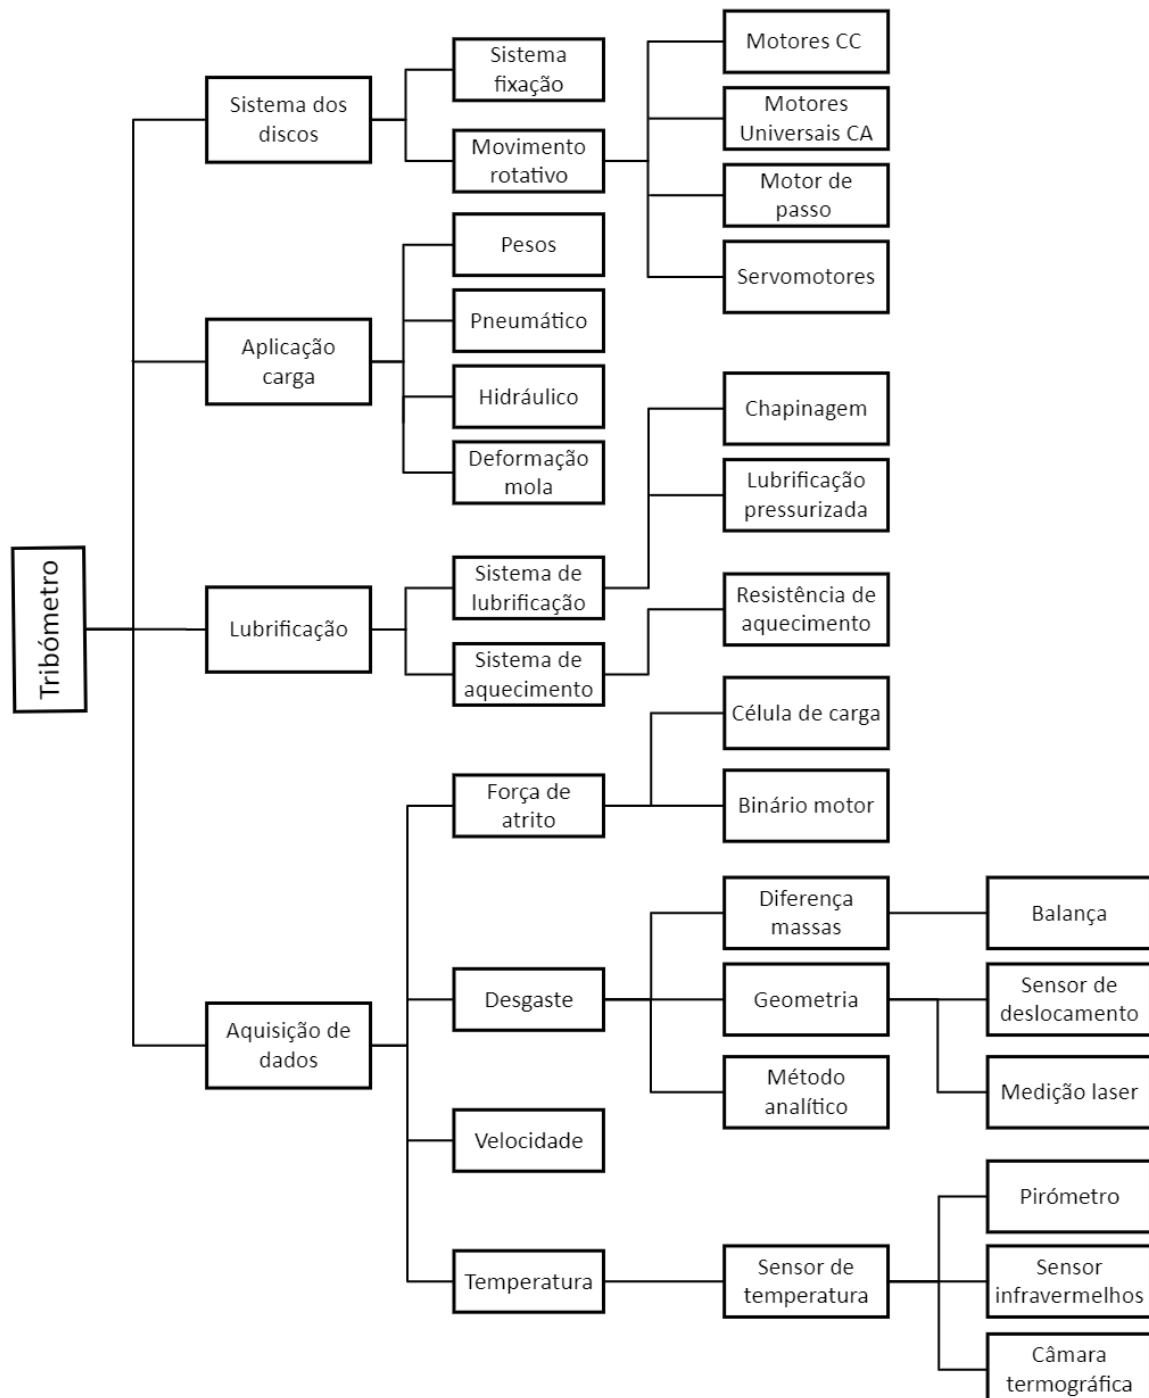 Tribómetro
Sistema dos
discos
Sistema
fixação
Movimento
rotativo
Motores CC
Motores
Universais CA
Motor de
passo
Servomotores
Aplicação
carga
Pesos
Pneumático
Hidráulico
Deformação
mola
Lubrificação
Sistema de
lubrificação
Chapinagem
Lubrificação
pressurizada
Sistema de
aquecimento
Resistência de
aquecimento
Aquisição de
dados
Força de
atrito
Célula de carga
Binário motor
Desgaste
Diferença
massas
Balança
Geometria
Sensor de
deslocamento
Medição laser
Método
analítico
Velocidade
Temperatura
Sensor de
temperatura
Pirómetro
Sensor
infravermelhos
Câmara
termográfica